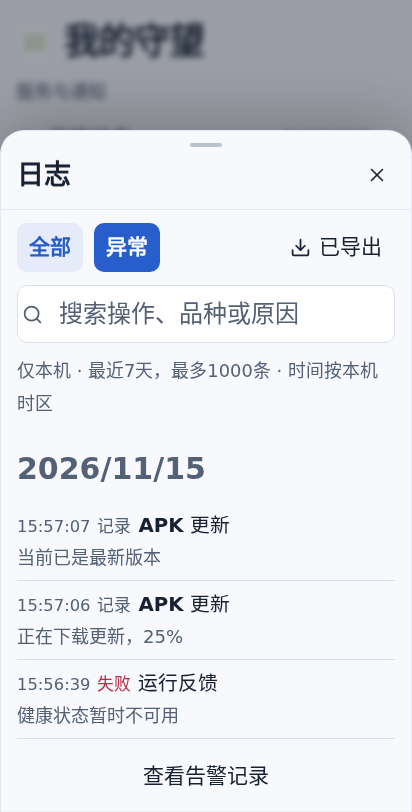 我的守望
服务与通知
日志
全部 异常 已导出
搜索操作、品种或原因
仅本机 · 最近7天，最多1000条 · 时间按本机
时区
2026/11/15
15:57:07 记录 APK 更新
当前已是最新版本
15:57:06 记录 APK 更新
正在下载更新，25%
15:56:39 失败 运行反馈
健康状态暂时不可用
查看告警记录